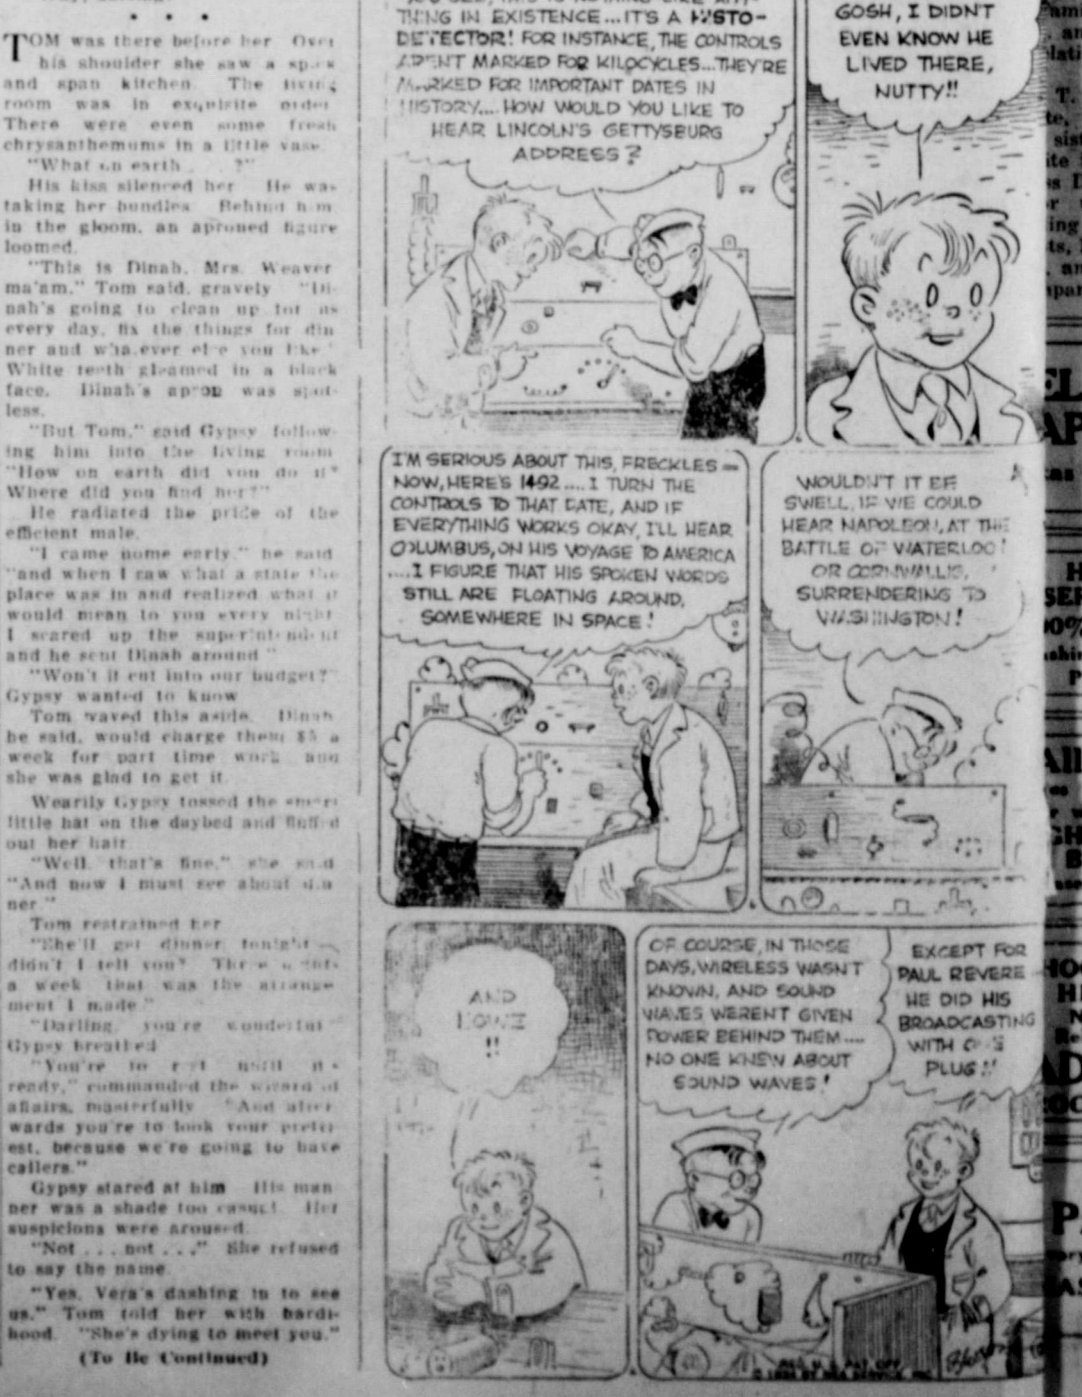 TOM was there before her. Over
his shoulder she saw a spick
and span kitchen. The living
room was in exquisite order.
There were even some fresh
chrysanthemums in a little vase.
"What on earth . . . ?"
His kiss silenced her. He was
taking her bundles. Behind him
in the gloom, an aproned figure
loomed.
"This is Dinah, Mrs. Weaver
ma'am," Tom said, gravely. "Di-
nah's going to clean up for us
every day, fix the things for din-
ner and whatever else you like."
White teeth gleamed in a black
face. Dinah's apron was spot-
less.
"But Tom," said Gypsy, follow-
ing him into the living room.
"How on earth did you do it?
Where did you find her?"
He radiated the pride of the
efficient male.
"I came home early," he said
"and when I saw what a state the
place was in and realized what it
would mean to you every night,
I scared up the superintendent
and he sent Dinah around."
"Won't it cut into our budget?"
Gypsy wanted to know.
Tom waved this aside. Dinah
he said, would charge them $5 a
week for part time work and
she was glad to get it.
Wearily Gypsy tossed the smart
little hat on the daybed and fluffed
out her hair.
"Well, that's fine," she said
"And now I must see about din-
ner."
Tom restrained her.
"She'll get dinner tonight—
didn't I tell you? Three nights
a week that was the arrange-
ment I made."
"Darling, you're wonderful"
Gypsy breathed.
"You're to rest until it's
ready," commanded the wizard of
affairs, masterfully. "And after-
wards you're to look your pretti-
est, because we're going to have
callers."
Gypsy stared at him. His man-
ner was a shade too casual. Her
suspicions were aroused.
"Not . . . not . . ." She refused
to say the name.
"Yes, Vera's dashing in to see
us," Tom told her with hardi-
hood. "She's dying to meet you."
(To Be Continued)
THING IN EXISTENCE...IT'S A HISTO-
DETECTOR! FOR INSTANCE, THE CONTROLS
AREN'T MARKED FOR KILOCYCLES...THEY'RE
MARKED FOR IMPORTANT DATES IN
HISTORY....HOW WOULD YOU LIKE TO
HEAR LINCOLN'S GETTYSBURG
ADDRESS?
GOSH, I DIDN'T
EVEN KNOW HE
LIVED THERE,
NUTTY!!
I'M SERIOUS ABOUT THIS, FRECKLES—
NOW, HERE'S 1492....I TURN THE
CONTROLS TO THAT DATE, AND IF
EVERYTHING WORKS OKAY, I'LL HEAR
COLUMBUS, ON HIS VOYAGE TO AMERICA
....I FIGURE THAT HIS SPOKEN WORDS
STILL ARE FLOATING AROUND,
SOMEWHERE IN SPACE!
WOULDN'T IT BE
SWELL, IF WE COULD
HEAR NAPOLEON, AT THE
BATTLE OF WATERLOO!
OR CORNWALLIS,
SURRENDERING TO
WASHINGTON!
AND
HOW!
!!
OF COURSE, IN THOSE
DAYS, WIRELESS WASN'T
KNOWN, AND SOUND
WAVES WERENT GIVEN
POWER BEHIND THEM....
NO ONE KNEW ABOUT
SOUND WAVES!
EXCEPT FOR
PAUL REVERE
HE DID HIS
BROADCASTING
WITH ONE
PLUG!!
REG. U. S. PAT. OFF.
© 1934 BY NEA SERVICE, INC.